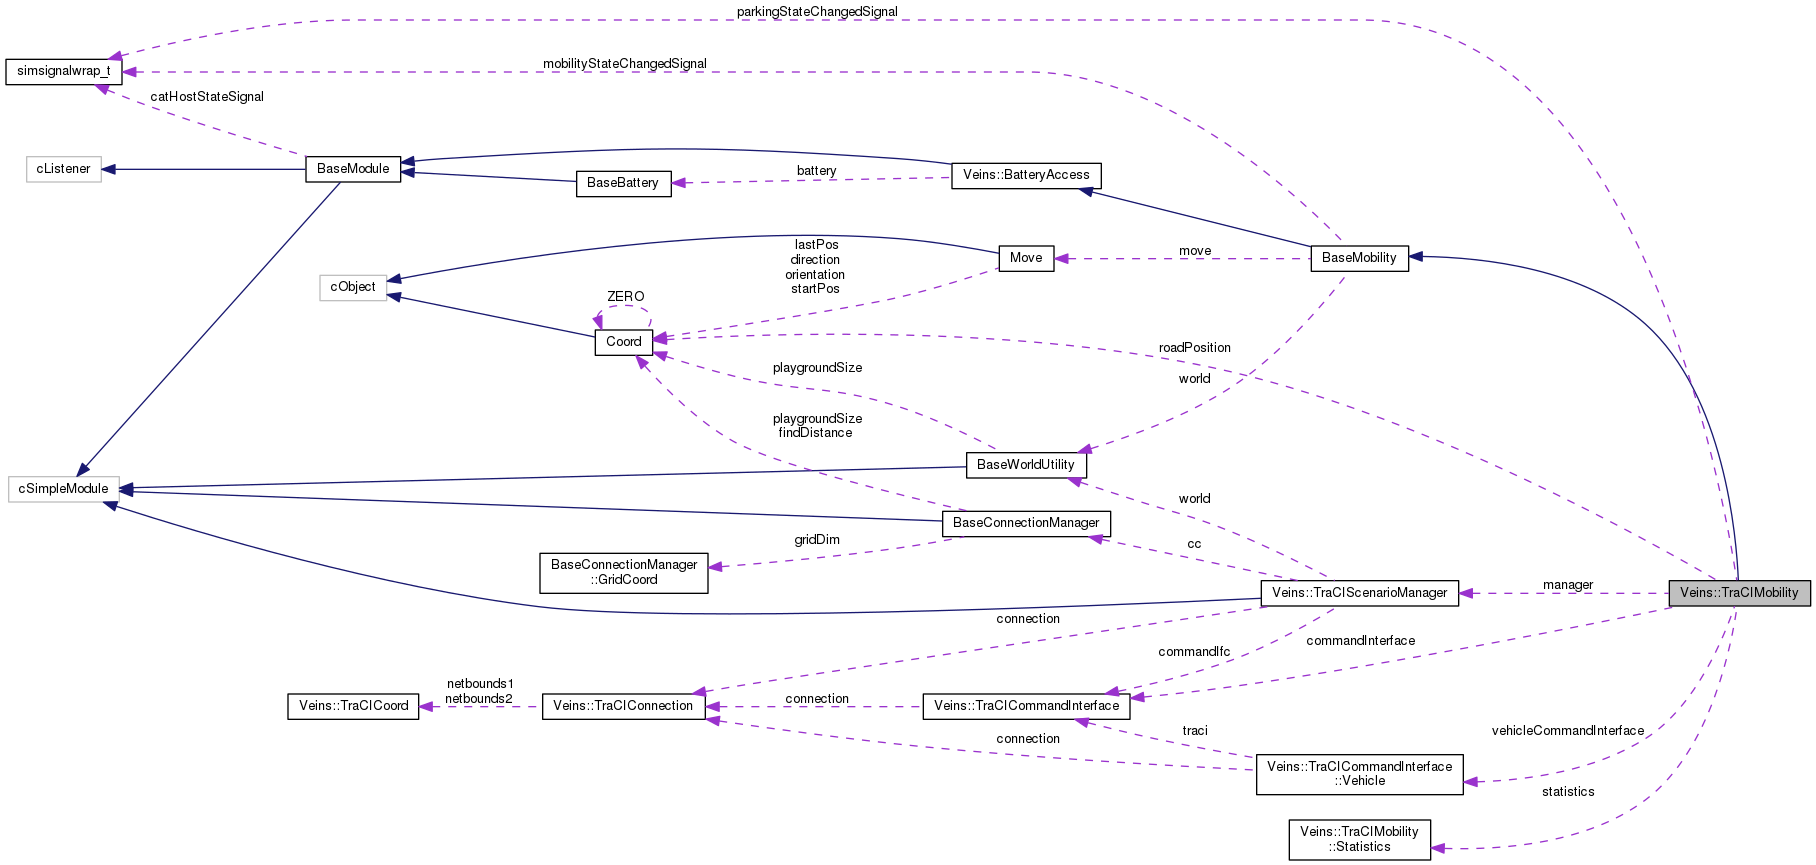 parkingStateChangedSignal
simsignalwrap_t
mobilityStateChangedSignal
catHostStateSignal
cListener
BaseModule
BaseBattery
battery
Veins::BatteryAccess
cObject
lastPos
direction
orientation
startPos
Move
move
BaseMobility
ZERO
Coord
roadPosition
playgroundSize
world
playgroundSize
findDistance
cSimpleModule
BaseWorldUtility
world
BaseConnectionManager
gridDim
cc
BaseConnectionManager
::GridCoord
Veins::TraCIScenarioManager
manager
Veins::TraCIMobility
connection
commandIfc
commandInterface
Veins::TraCICoord
netbounds1
netbounds2
Veins::TraCIConnection
connection
Veins::TraCICommandInterface
connection
traci
vehicleCommandInterface
Veins::TraCICommandInterface
::Vehicle
statistics
Veins::TraCIMobility
::Statistics